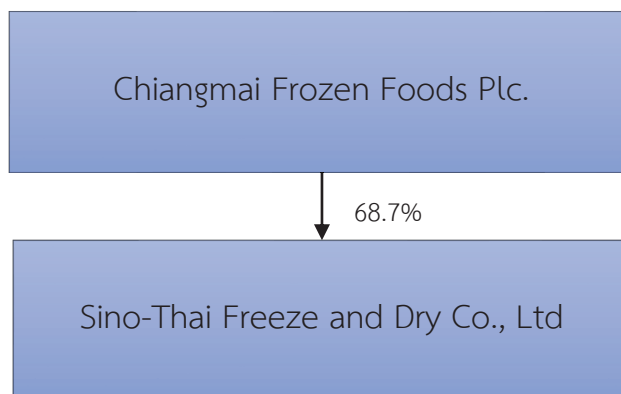 Chiangmai Frozen Foods Plc.
68.7%
Sino-Thai Freeze and Dry Co., Ltd